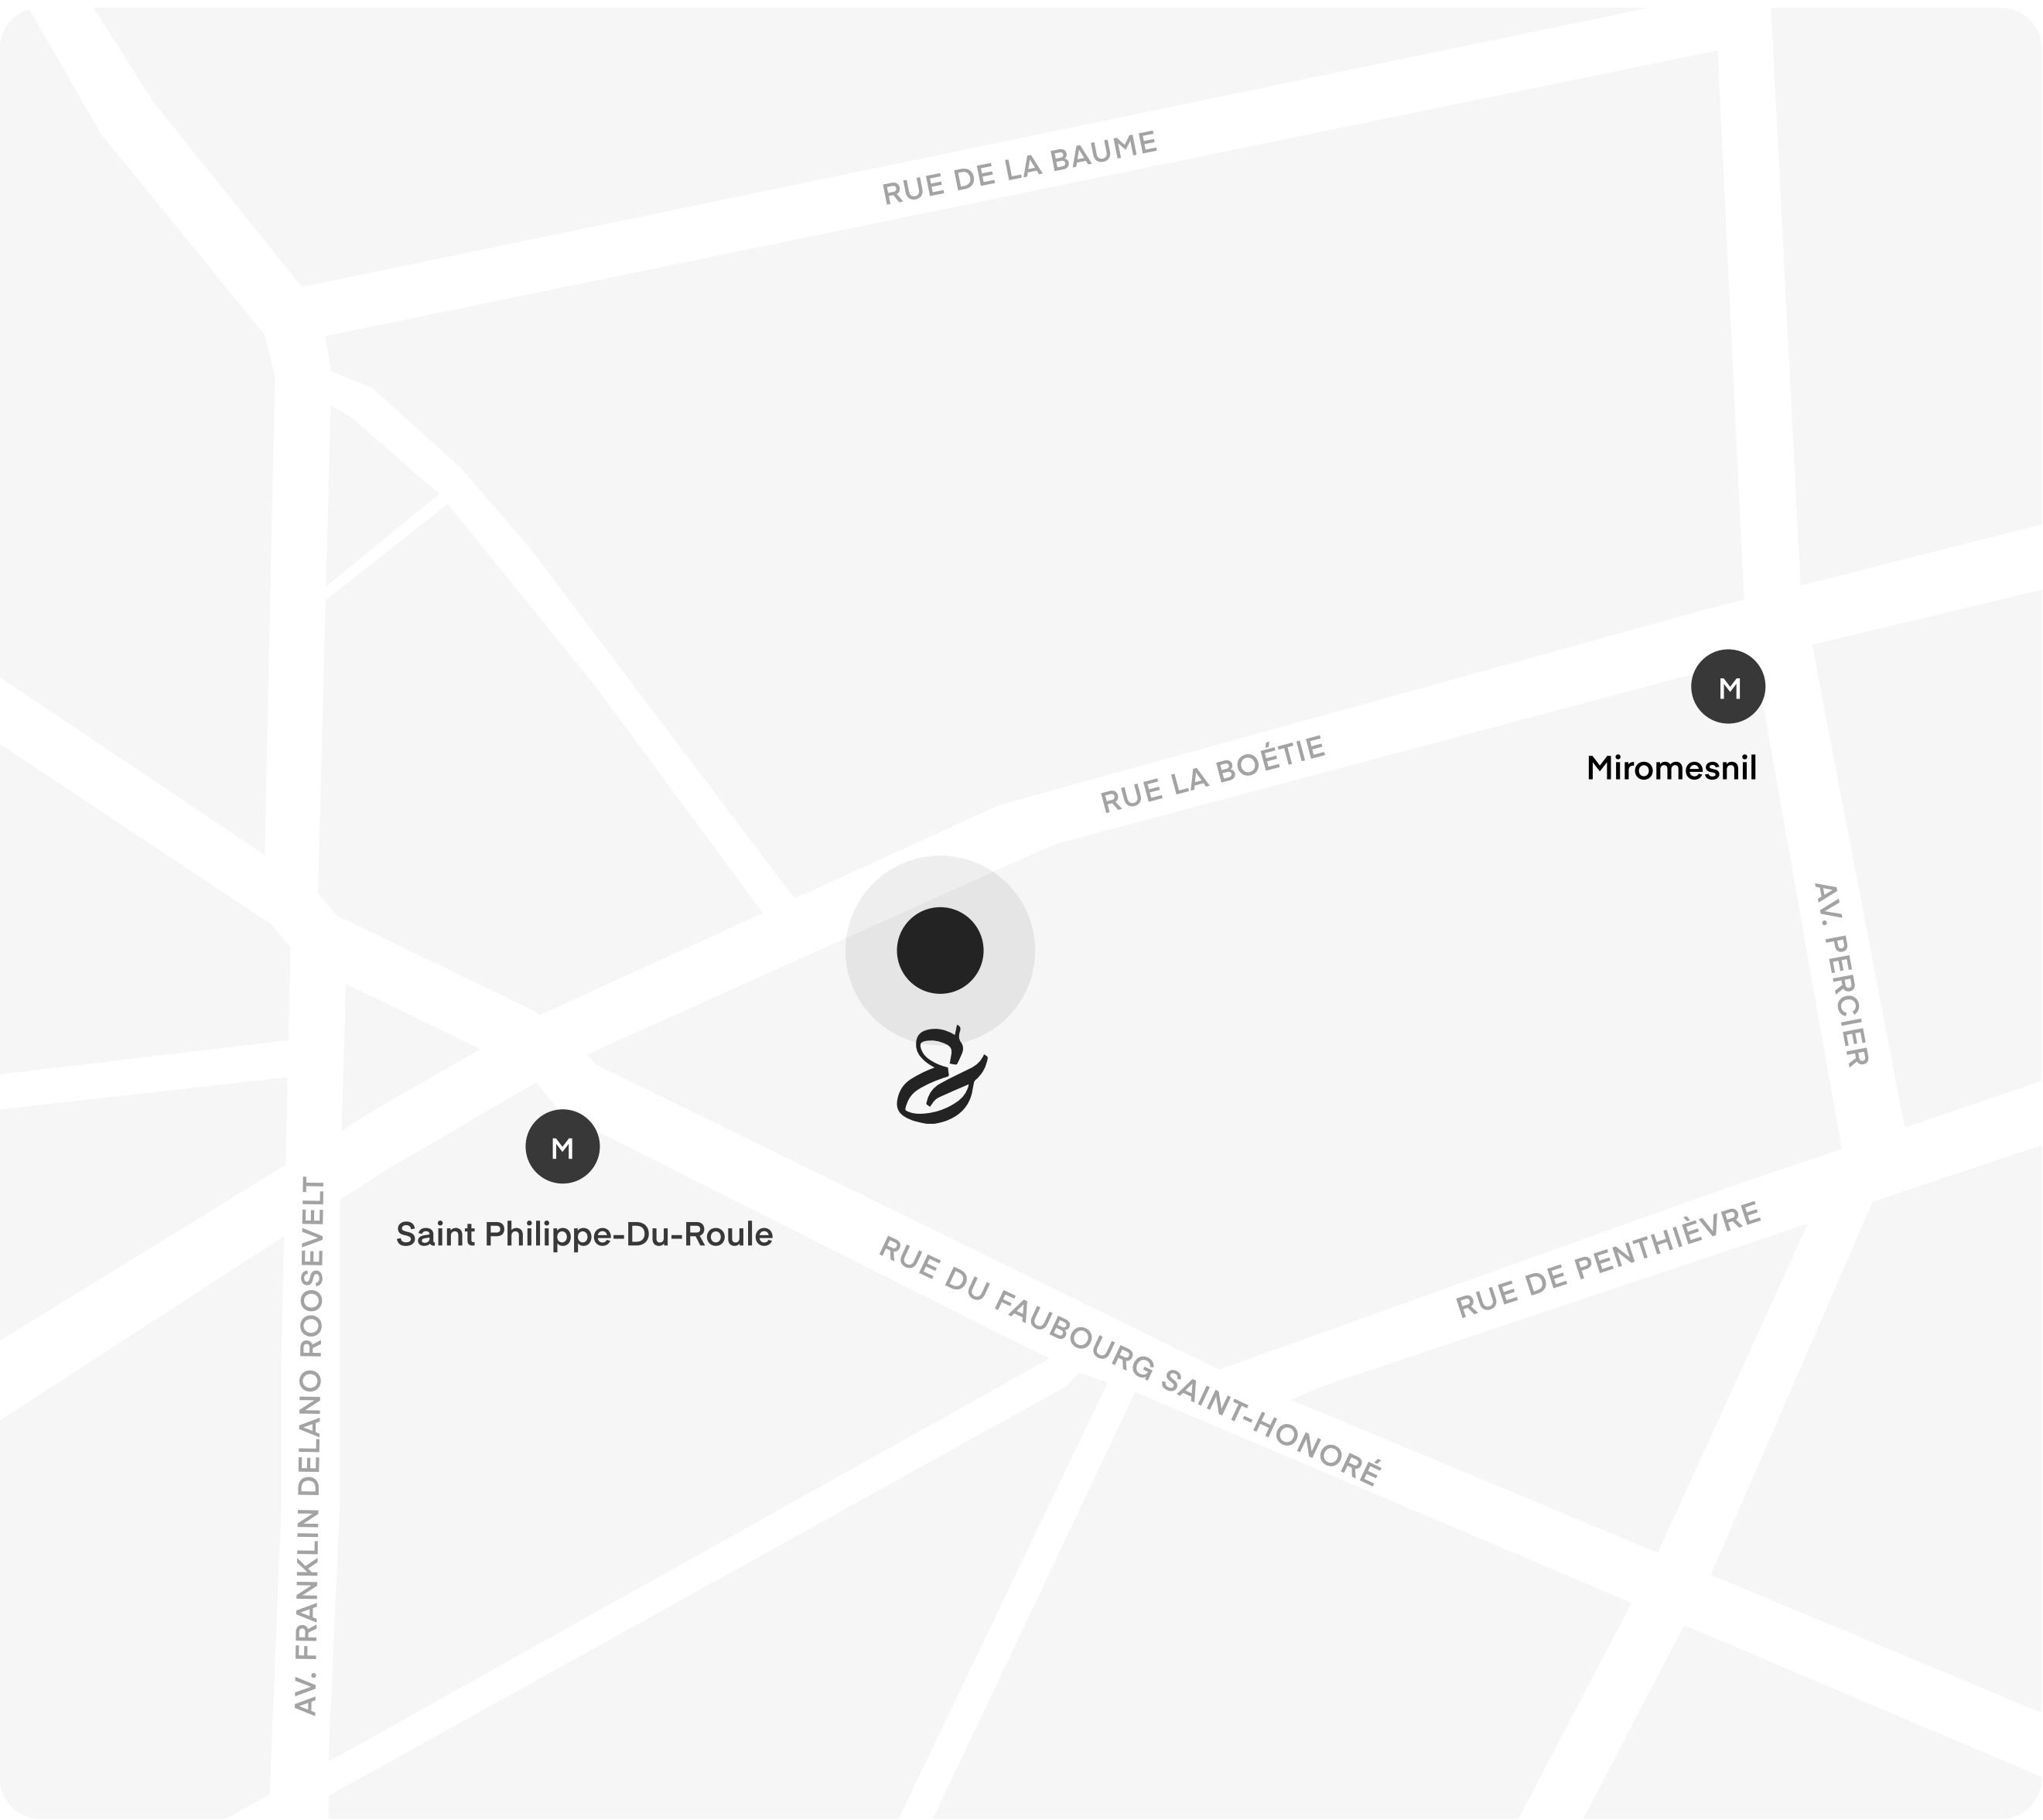 RUE DE LA BAUME
M
Miromesnil
RUE LA BOÉTIE
AV. PERCIER
M
Saint Philippe-Du-Roule
RUE DU FAUBOURG SAINT-HONORÉ
RUE DE PENTHIÈVRE
AV. FRANKLIN DELANO ROOSEVELT